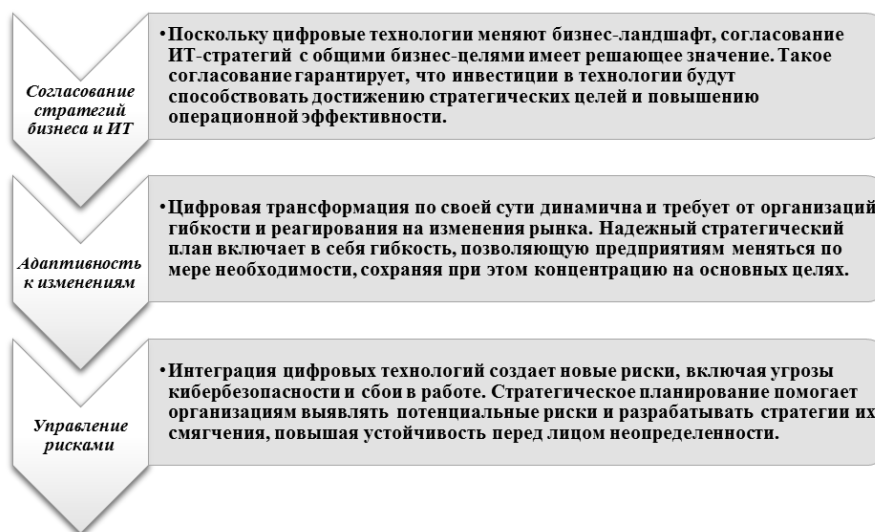 Согласование
стратегий
бизнеса и ИТ
•Поскольку цифровые технологии меняют бизнес-ландшафт, согласование
ИТ-стратегий с общими бизнес-целями имеет решающее значение. Такое
согласование гарантирует, что инвестиции в технологии будут
способствовать достижению стратегических целей и повышению
операционной эффективности.
Адаптивность
к изменениям
•Цифровая трансформация по своей сути динамична и требует от организаций
гибкости и реагирования на изменения рынка. Надежный стратегический
план включает в себя гибкость, позволяющую предприятиям меняться по
мере необходимости, сохраняя при этом концентрацию на основных целях.
Управление
рисками
•Интеграция цифровых технологий создает новые риски, включая угрозы
кибербезопасности и сбои в работе. Стратегическое планирование помогает
организациям выявлять потенциальные риски и разрабатывать стратегии их
смягчения, повышая устойчивость перед лицом неопределенности.